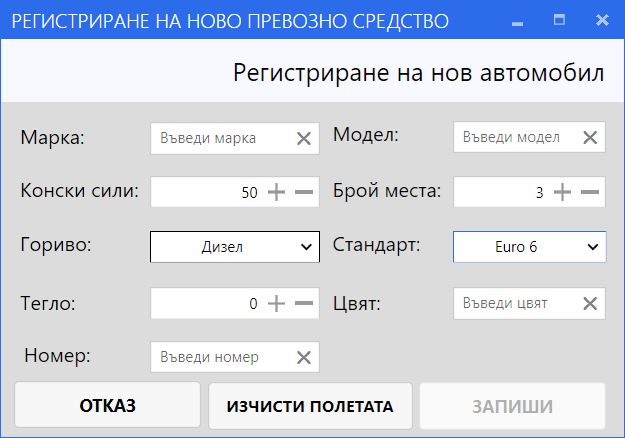 РЕГИСТРИРАНЕ НА НОВО ПРЕВОЗНО СРЕДСТВО
Регистриране на нов автомобил
Марка: Въведи марка Модел: Въведи модел
Конски сили: 50 Брой места: 3
Гориво: Дизел Стандарт: Euro 6
Тегло: 0 Цвят: Въведи цвят
Номер: Въведи номер
ОТКАЗ ИЗЧИСТИ ПОЛЕТАТА ЗАПИШИ